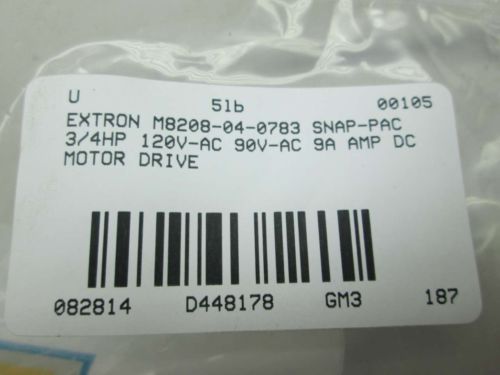 U 5lb 00105
EXTRON M8208-04-0783 SNAP-PAC
3/4HP 120V-AC 90V-AC 9A AMP DC
MOTOR DRIVE
082814 D448178 GM3 187